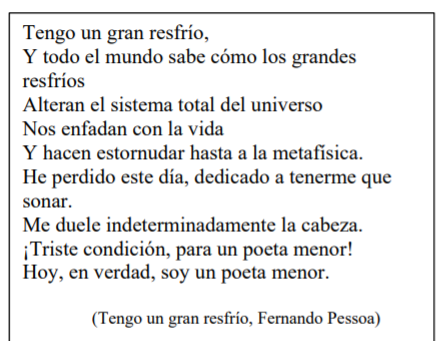 Tengo un gran resfrío,
Y todo el mundo sabe cómo los grandes
resfríos
Alteran el sistema total del universo
Nos enfadan con la vida
Y hacen estornudar hasta a la metafísica.
He perdido este día, dedicado a tenerme que
sonar.
Me duele indeterminadamente la cabeza.
¡Triste condición, para un poeta menor!
Hoy, en verdad, soy un poeta menor.
(Tengo un gran resfrío, Fernando Pessoa)